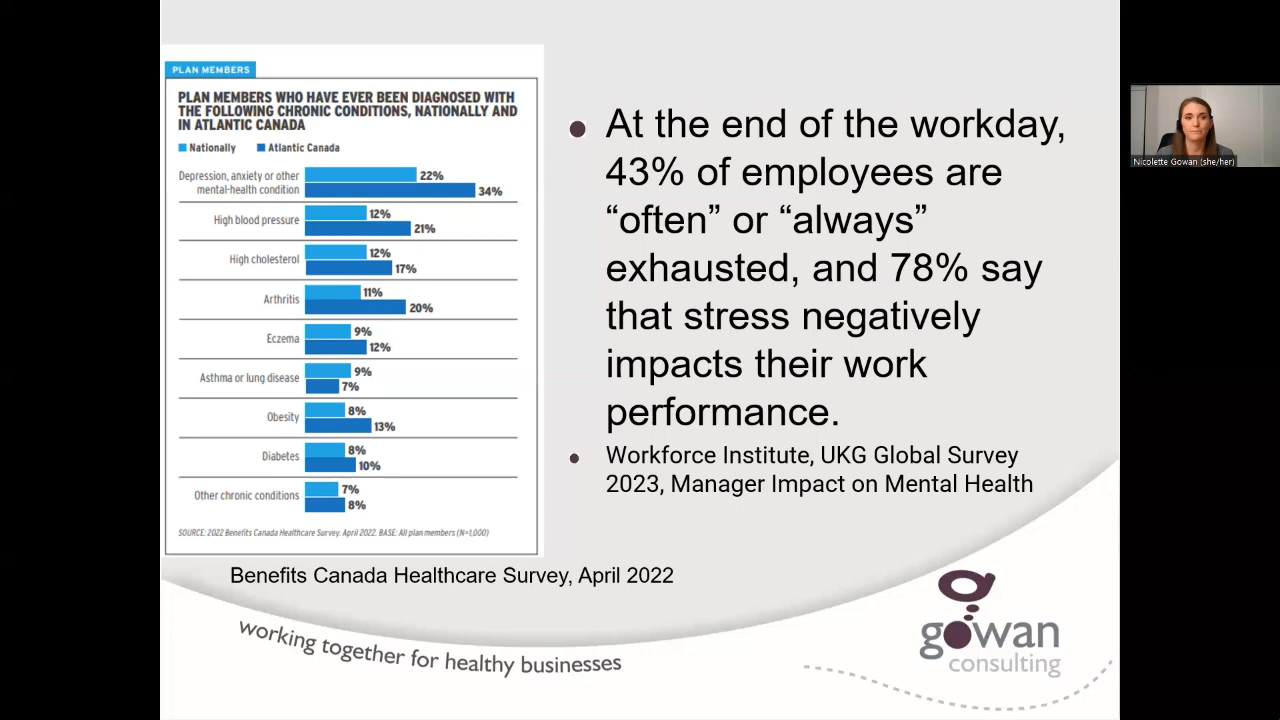 PLAN MEMBERS
PLAN MEMBERS WHO HAVE EVER BEEN DIAGNOSED WITH
THE FOLLOWING CHRONIC CONDITIONS, NATIONALLY AND
IN ATLANTIC CANADA
Nationally Atlantic Canada
Depression, anxiety or other
mental-health condition
22%
34%
High blood pressure
12%
21%
High cholesterol
12%
17%
Arthritis
11%
20%
Eczema
9%
12%
Asthma or lung disease
9%
7%
Obesity
8%
13%
Diabetes
8%
10%
Other chronic conditions
7%
8%
SOURCE: 2022 Benefits Canada Healthcare Survey. April 2022. BASE: All plan members (N=1,000)
Benefits Canada Healthcare Survey, April 2022
• At the end of the workday,
43% of employees are
“often” or “always”
exhausted, and 78% say
that stress negatively
impacts their work
performance.
• Workforce Institute, UKG Global Survey
2023, Manager Impact on Mental Health
working together for healthy businesses
gowan
consulting
Nicolette Gowan (she/her)